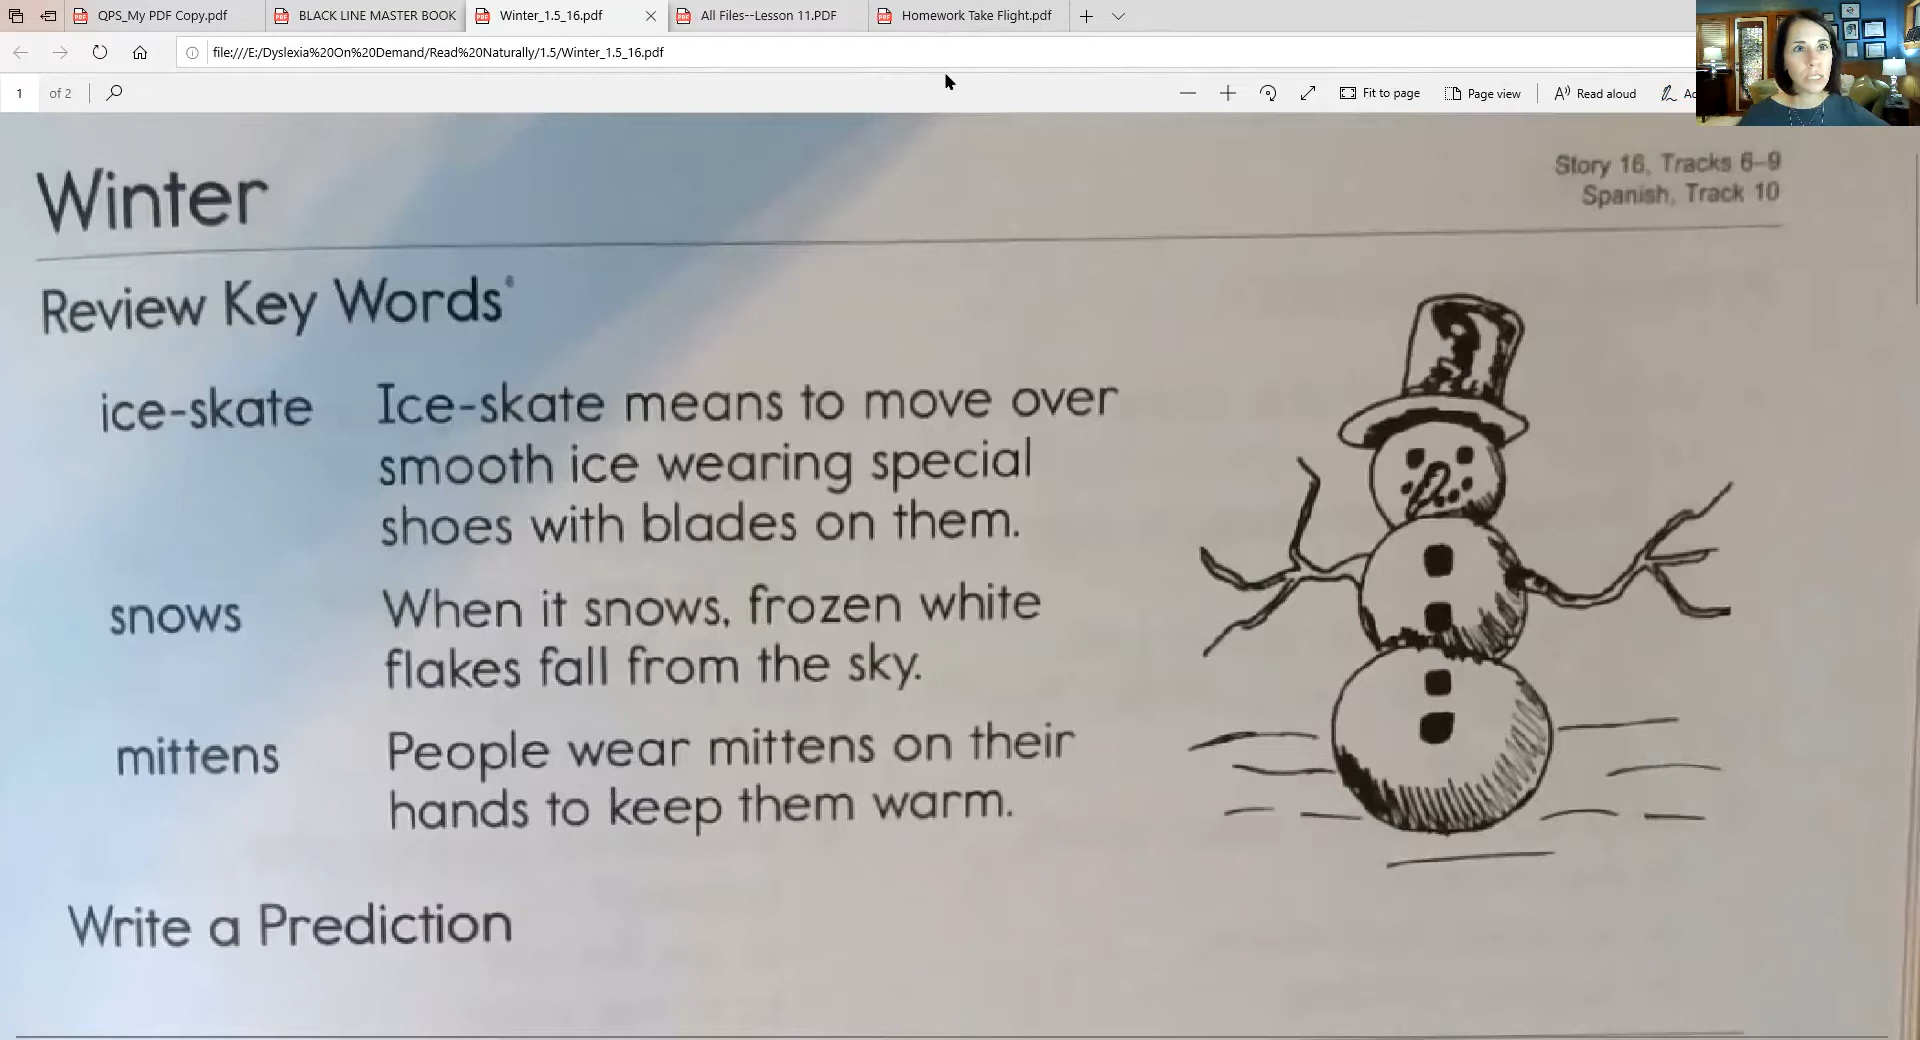 QPS_My PDF Copy.pdf
BLACK LINE MASTER BOOK
Winter_1.5_16.pdf
All Files--Lesson 11.PDF
Homework Take Flight.pdf
file:///E:/Dyslexia%20On%20Demand/Read%20Naturally/1.5/Winter_1.5_16.pdf
1 of 2
Fit to page
Page view
Read aloud
Winter
Story 16, Tracks 6–9
Spanish, Track 10
Review Key Words
ice-skate Ice-skate means to move over
smooth ice wearing special
shoes with blades on them.
snows When it snows, frozen white
flakes fall from the sky.
mittens People wear mittens on their
hands to keep them warm.
Write a Prediction